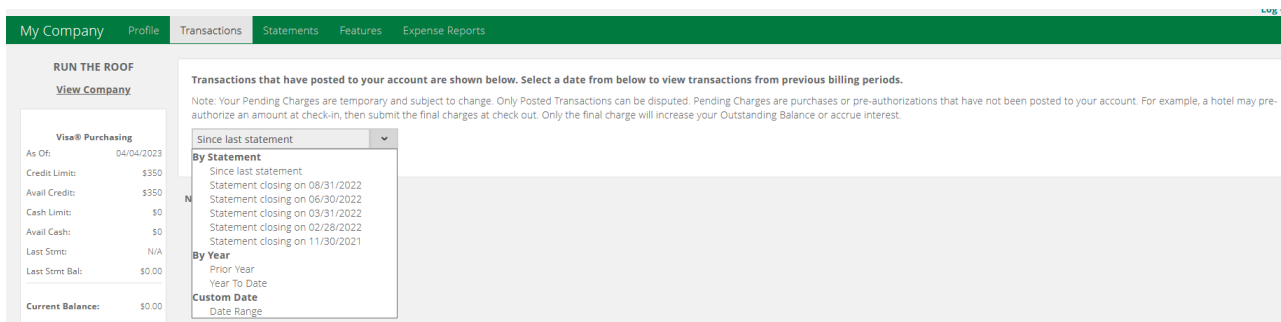 My Company Profile Transactions Statements Features Expense Reports
RUN THE ROOF
View Company
Visa® Purchasing
As Of: 04/04/2023
Credit Limit: $350
Avail Credit: $350
Cash Limit: $0
Avail Cash: $0
Last Stmt: N/A
Last Stmt Bal: $0.00
Current Balance: $0.00
Transactions that have posted to your account are shown below. Select a date from below to view transactions from previous billing periods.
Note: Your Pending Charges are temporary and subject to change. Only Posted Transactions can be disputed. Pending Charges are purchases or pre-authorizations that have not been posted to your account. For example, a hotel may pre-
authorize an amount at check-in, then submit the final charges at check out. Only the final charge will increase your Outstanding Balance or accrue interest.
Since last statement
By Statement
Since last statement
Statement closing on 08/31/2022
Statement closing on 06/30/2022
Statement closing on 03/31/2022
Statement closing on 02/28/2022
Statement closing on 11/30/2021
By Year
Prior Year
Year To Date
Custom Date
Date Range
N